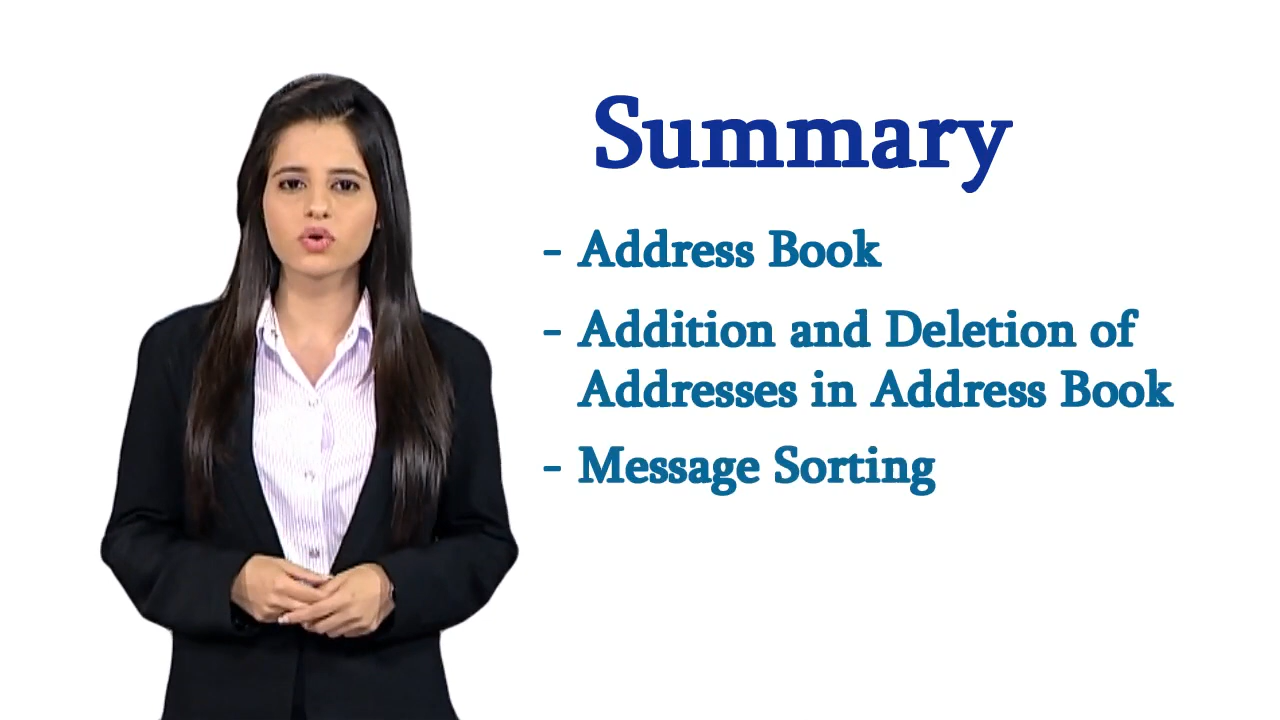 Summary
- Address Book
- Addition and Deletion of
Addresses in Address Book
- Message Sorting